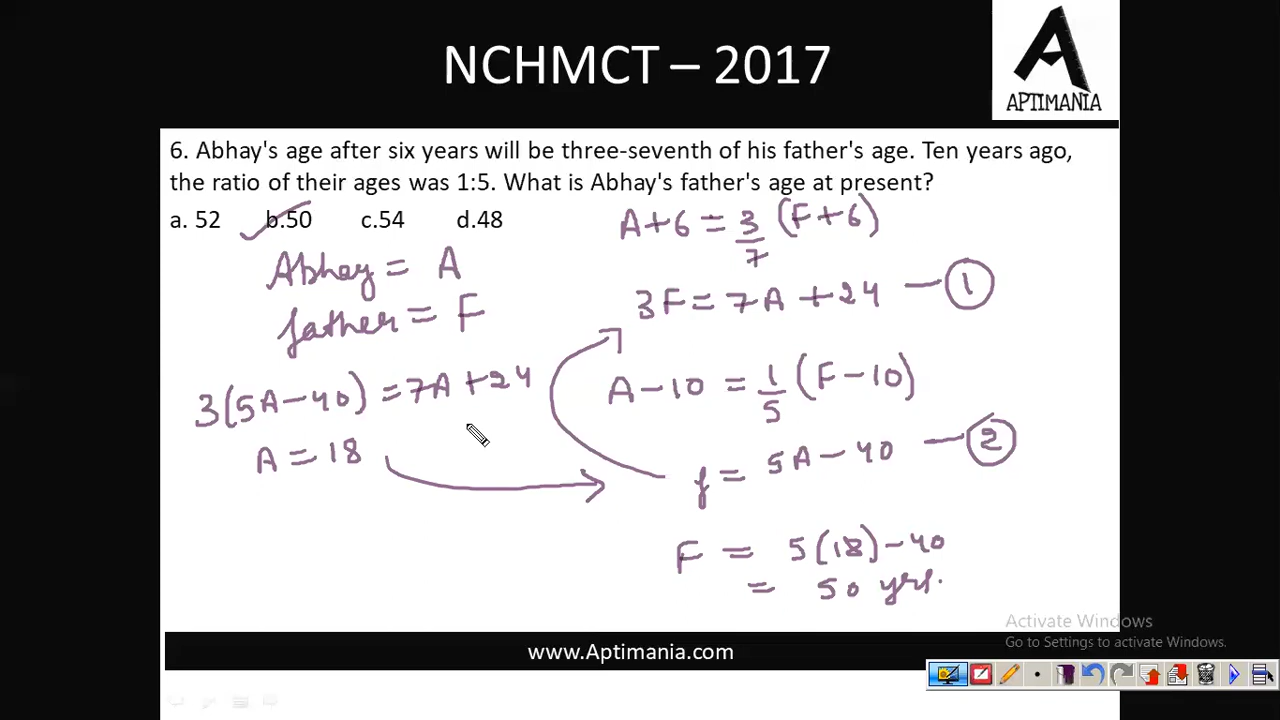 NCHMCT – 2017
A
APTIMANIA
6. Abhay's age after six years will be three-seventh of his father's age. Ten years ago,
the ratio of their ages was 1:5. What is Abhay's father's age at present?
a. 52 b.50 c.54 d.48
A+6 = 3/7 (F+6)
Abhay = A
3F = 7A + 24 — 1
father = F
3(5A-40) = 7A + 24
A-10 = 1/5 (F-10)
A = 18
f = 5A - 40 — 2
F = 5(18) - 40
= 50 yrs.
www.Aptimania.com
Activate Windows
Go to Settings to activate Windows.